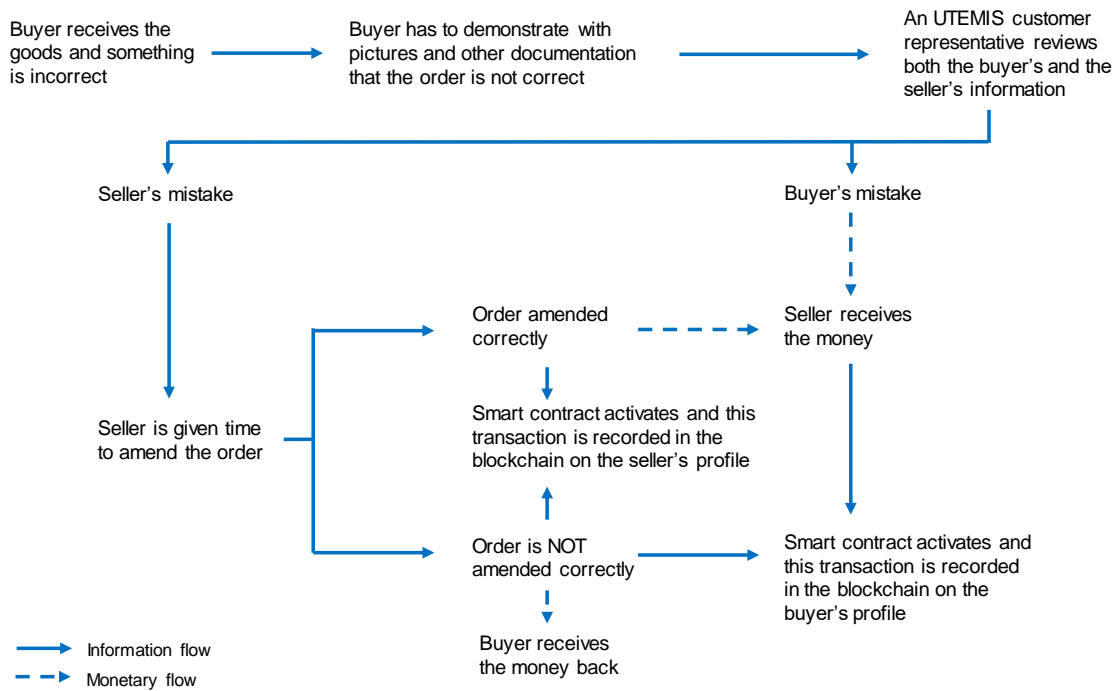 Buyer receives the
goods and something
is incorrect
Buyer has to demonstrate with
pictures and other documentation
that the order is not correct
An UTEMIS customer
representative reviews
both the buyer's and the
seller's information
Seller's mistake
Buyer's mistake
Order amended
correctly
Seller receives
the money
Seller is given time
to amend the order
Smart contract activates and this
transaction is recorded in the
blockchain on the seller's profile
Order is NOT
amended correctly
Smart contract activates and
this transaction is recorded
in the blockchain on the
buyer's profile
Buyer receives
the money back
Information flow
Monetary flow